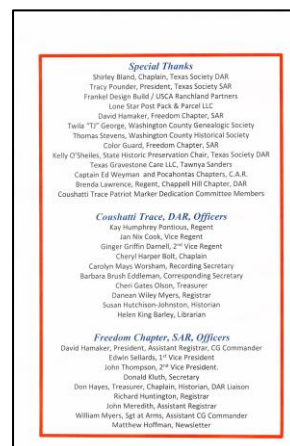 Special Thanks
Shirley Bland, Chaplain, Texas Society DAR
Tracy Pounder, President, Texas Society SAR
Frankel Design Build / USCA Ranchland Partners
Lone Star Post Pack & Parcel LLC
David Hamaker, Freedom Chapter, SAR
Twila "TJ" George, Washington County Genealogic Society
Thomas Stevens, Washington County Historical Society
Color Guard, Freedom Chapter, SAR
Kelly O'Sheiles, State Historic Preservation Chair, Texas Society DAR
Texas Gravestone Care LLC, Tawnya Sanders
Captain Ed Weyman and Pocahontas Chapters, C.A.R.
Brenda Lawrence, Regent, Chappell Hill Chapter, DAR
Coushatti Trace Patriot Marker Dedication Committee Members
Coushatti Trace, DAR, Officers
Kay Humphrey Pontious, Regent
Jan Nix Cook, Vice Regent
Ginger Griffin Darnell, 2nd Vice Regent
Cheryl Harper Bolt, Chaplain
Carolyn Mays Worsham, Recording Secretary
Barbara Brush Eddleman, Corresponding Secretary
Cheri Gates Olson, Treasurer
Danean Wiley Myers, Registrar
Susan Hutchison-Johnston, Historian
Helen King Barley, Librarian
Freedom Chapter, SAR, Officers
David Hamaker, President, Assistant Registrar, CG Commander
Edwin Sellards, 1st Vice President
John Thompson, 2nd Vice President.
Donald Kluth, Secretary
Don Hayes, Treasurer, Chaplain, Historian, DAR Liaison
Richard Huntington, Registrar
John Meredith, Assistant Registrar
William Myers, Sgt at Arms, Assistant CG Commander
Matthew Hoffman, Newsletter